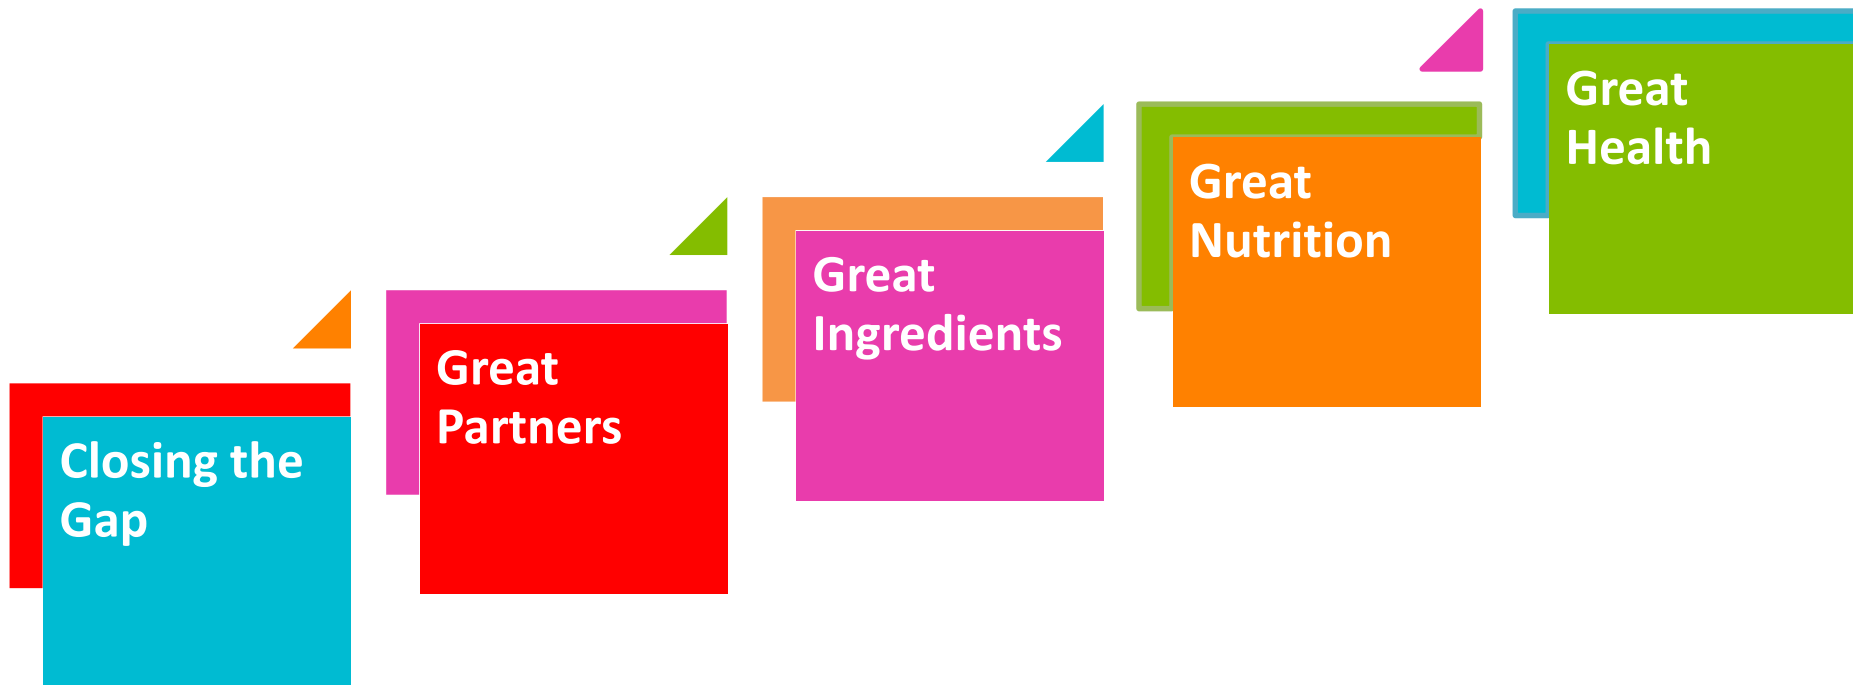 Closing the
Gap
Great
Partners
Great
Ingredients
Great
Nutrition
Great
Health